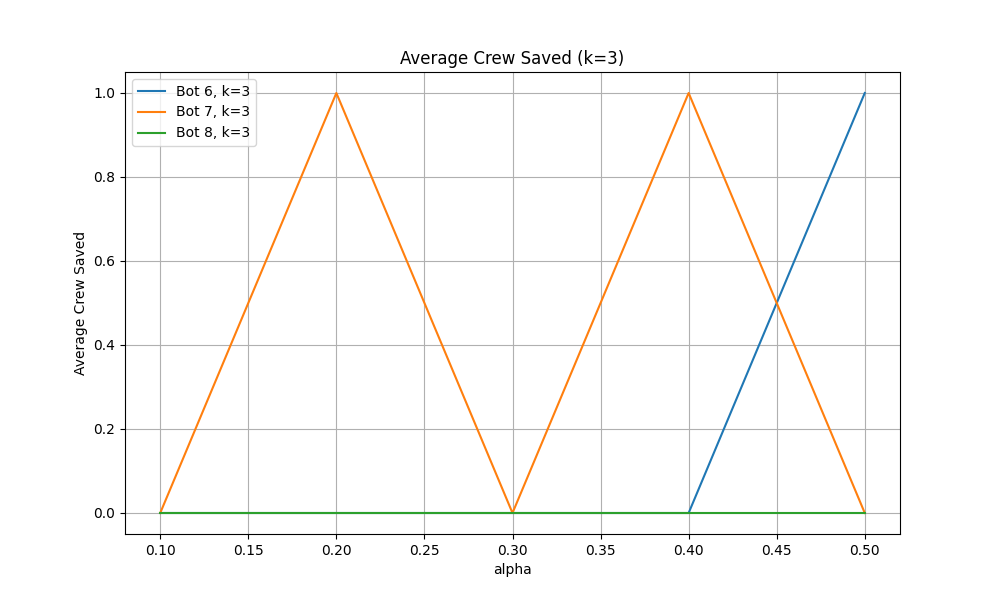 Average Crew Saved (k=3)
Bot 6, k=3
Bot 7, k=3
Bot 8, k=3
Average Crew Saved
1.0
0.8
0.6
0.4
0.2
0.0
0.10 0.15 0.20 0.25 0.30 0.35 0.40 0.45 0.50
alpha